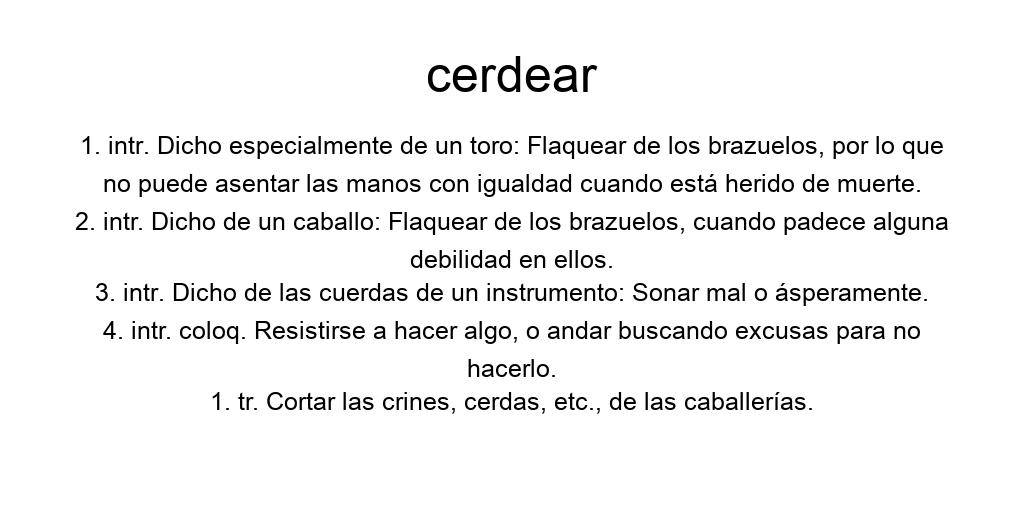 cerdear
1. intr. Dicho especialmente de un toro: Flaquear de los brazuelos, por lo que
no puede asentar las manos con igualdad cuando está herido de muerte.
2. intr. Dicho de un caballo: Flaquear de los brazuelos, cuando padece alguna
debilidad en ellos.
3. intr. Dicho de las cuerdas de un instrumento: Sonar mal o ásperamente.
4. intr. coloq. Resistirse a hacer algo, o andar buscando excusas para no
hacerlo.
1. tr. Cortar las crines, cerdas, etc., de las caballerías.